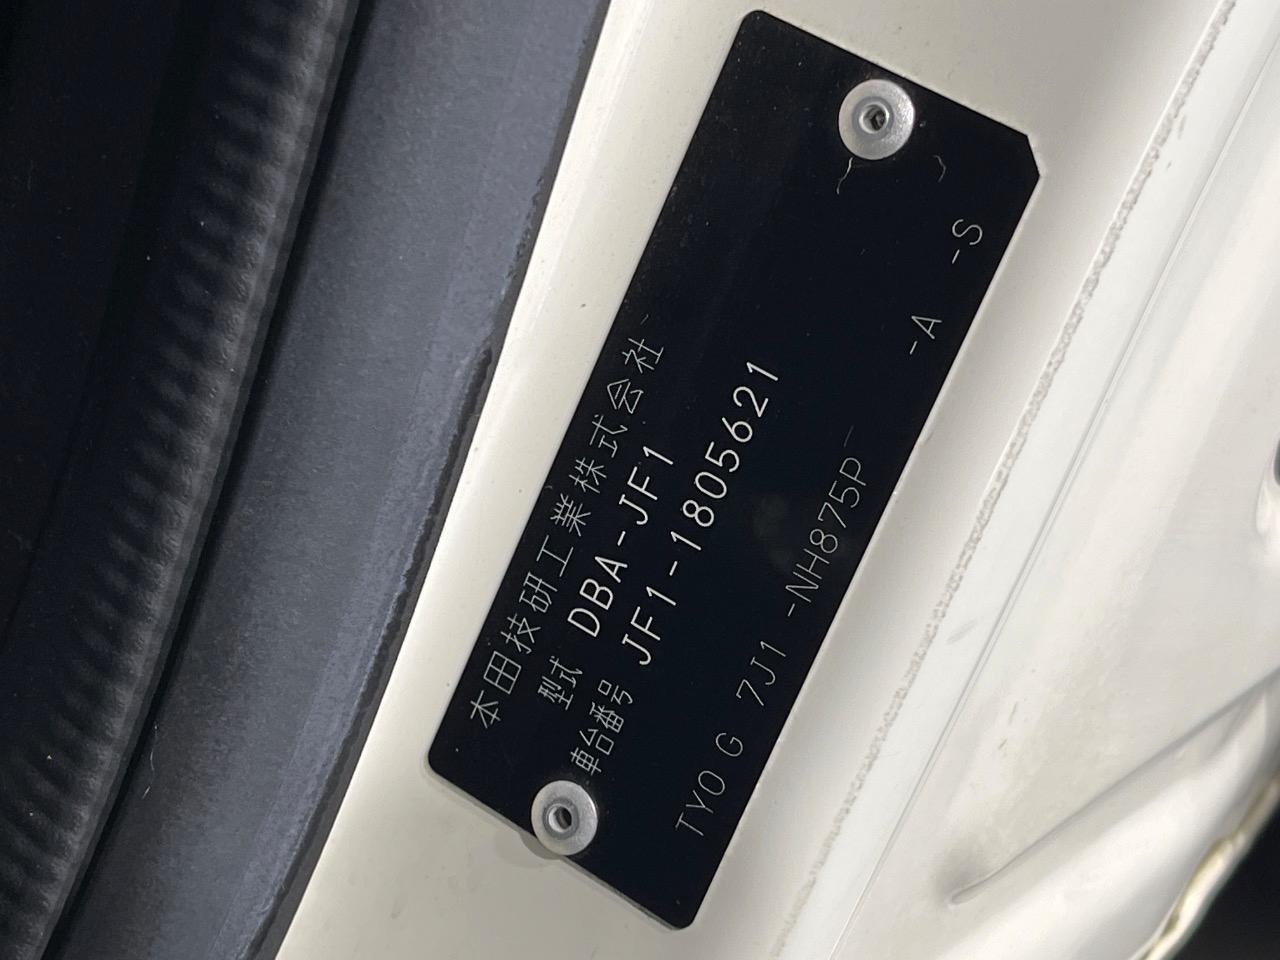 本田技研工業株式会社
型式 DBA-JF1
車台番号 JF1-1805621
TY0 G 7J1 -NH875P -A -S